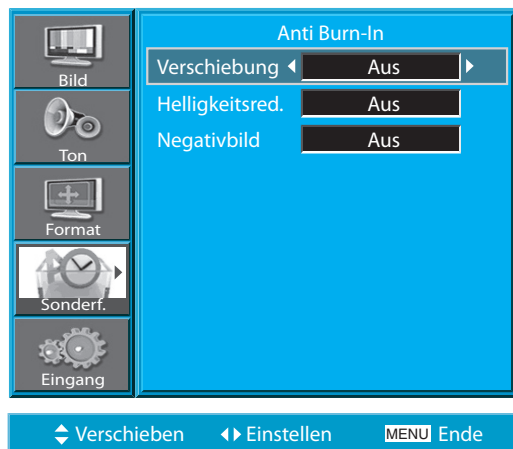 Bild
Ton
Format
Sonderf.
Eingang
Anti Burn-In
Verschiebung Aus
Helligkeitsred. Aus
Negativbild Aus
Verschieben Einstellen MENU Ende